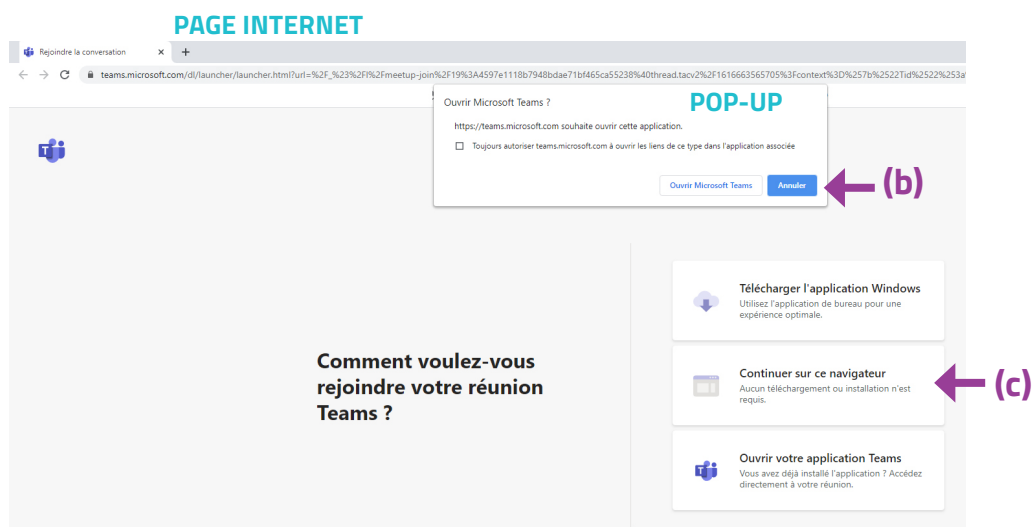 PAGE INTERNET
Rejoindre la conversation
teams.microsoft.com/dl/launcher/launcher.html?url=%2F_%23%2Fl%2Fmeetup-join%2F19%3A4597e1118b7948bdae71bf465ca55238%40thread.tacv2%2F1616663565705%3Fcontext%3D%257b%2522Tid%2522%253a
POP-UP
Ouvrir Microsoft Teams ?
https://teams.microsoft.com souhaite ouvrir cette application.
Toujours autoriser teams.microsoft.com à ouvrir les liens de ce type dans l'application associée
Ouvrir Microsoft Teams
Annuler
(b)
Comment voulez-vous
rejoindre votre réunion
Teams ?
Télécharger l'application Windows
Utilisez l'application de bureau pour une
expérience optimale.
Continuer sur ce navigateur
Aucun téléchargement ou installation n'est
requis.
(c)
Ouvrir votre application Teams
Vous avez déjà installé l'application ? Accédez
directement à votre réunion.